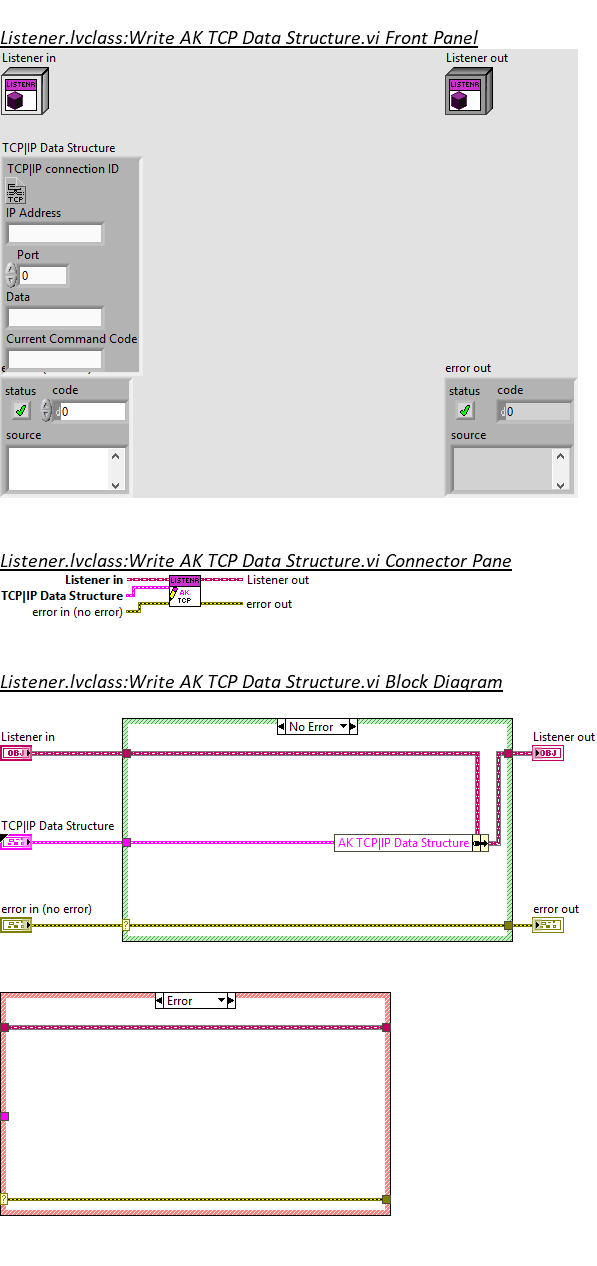 Listener.lvclass:Write AK TCP Data Structure.vi Front Panel
Listener in
Listener out
LISTENR
LISTENR
TCP|IP Data Structure
TCP|IP connection ID
TCP
IP Address
Port
0
Data
Current Command Code
error out
status code
d 0
source
status code
d 0
source
Listener.lvclass:Write AK TCP Data Structure.vi Connector Pane
Listener in
LISTENR
Listener out
TCP|IP Data Structure
AK
TCP
error in (no error)
error out
Listener.lvclass:Write AK TCP Data Structure.vi Block Diagram
No Error
Listener in
Listener out
OBJ
OBJ
TCP|IP Data Structure
AK TCP|IP Data Structure
error in (no error)
error out
?
Error
?